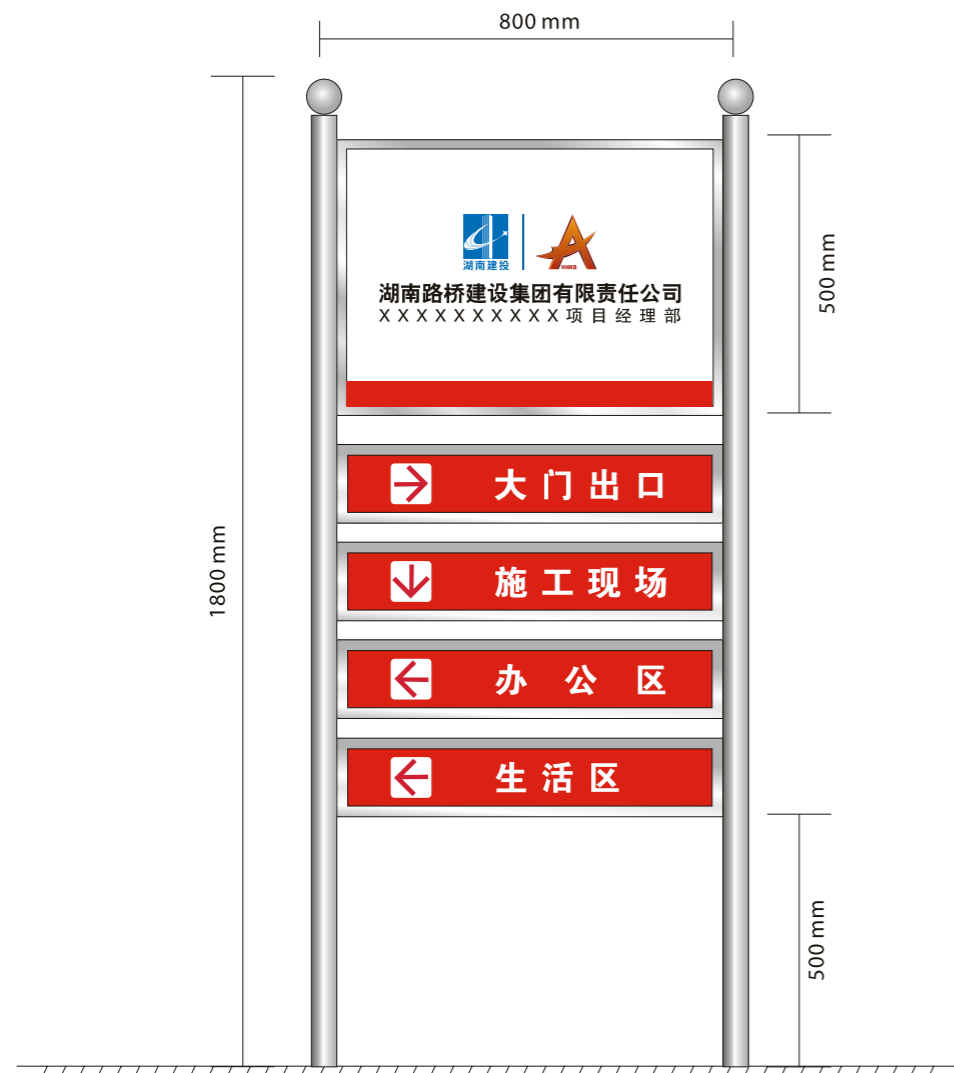 800 mm
湖南建投
HNRB
湖南路桥建设集团有限责任公司
XXXXXXXXXX项目经理部
500 mm
大门出口
施工现场
1800 mm
办公区
生活区
500 mm